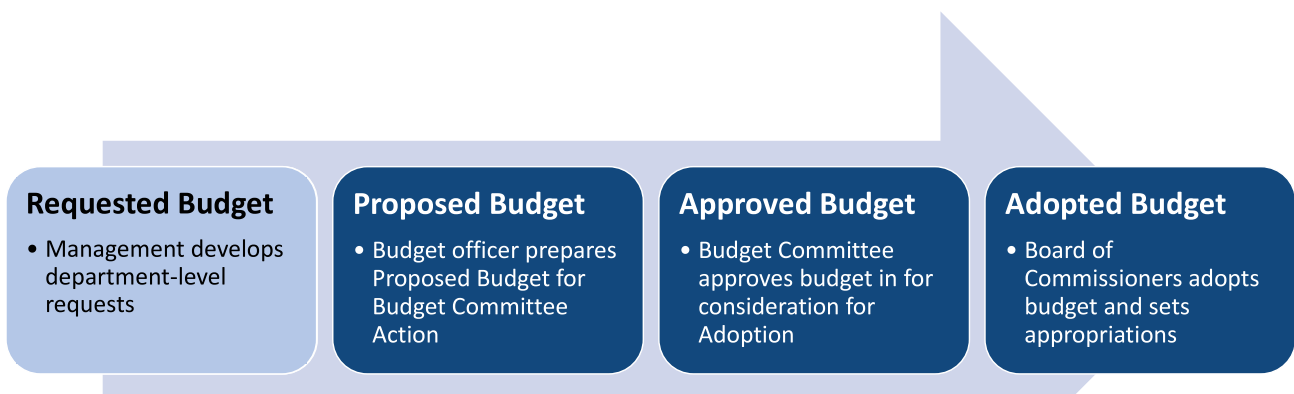 Requested Budget
• Management develops
department-level
requests
Proposed Budget
• Budget officer prepares
Proposed Budget for
Budget Committee
Action
Approved Budget
• Budget Committee
approves budget in for
consideration for
Adoption
Adopted Budget
• Board of
Commissioners adopts
budget and sets
appropriations